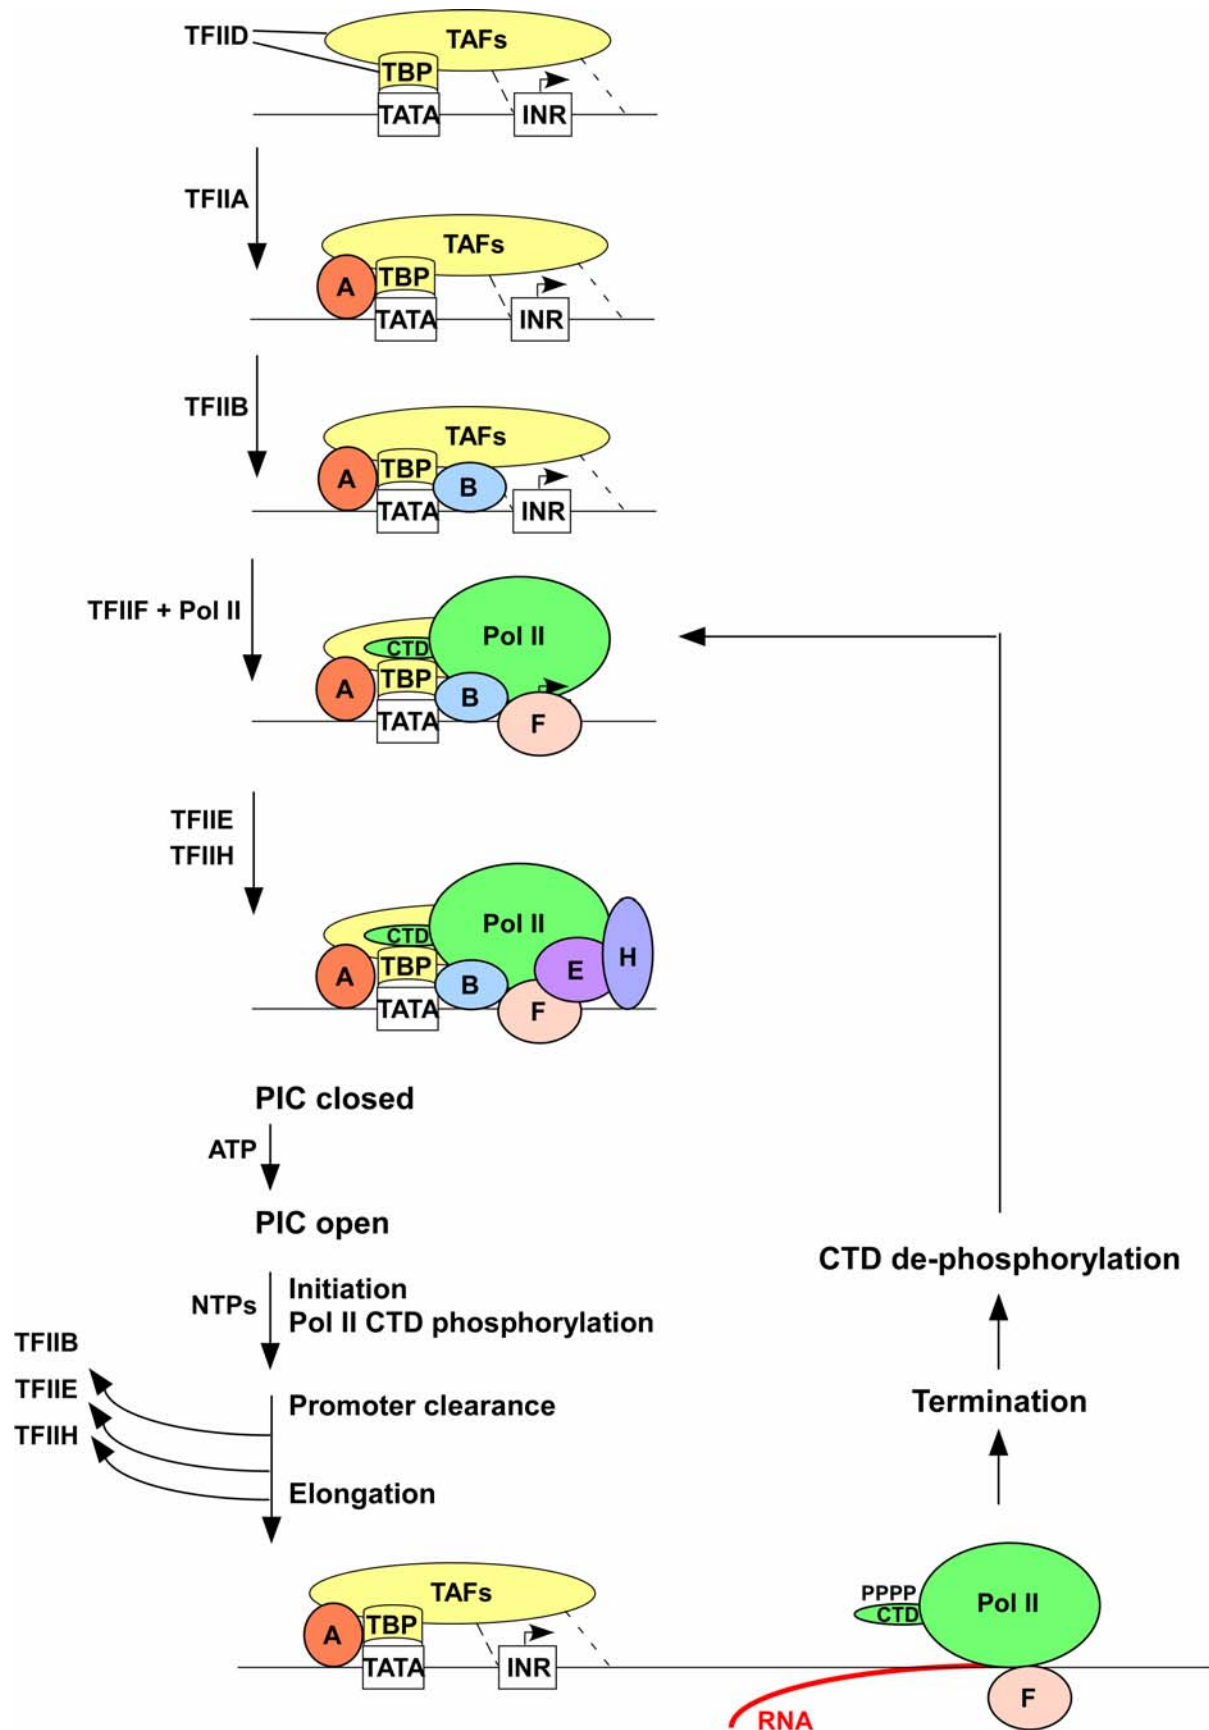 TFIID
TAFs
TBP
TATA
INR
TFIIA
TAFs
A
TBP
TATA
INR
TFIIB
TAFs
A
TBP
B
TATA
INR
TFIIF + Pol II
Pol II
CTD
A
TBP
B
TATA
F
TFIIE
TFIIH
Pol II
CTD
A
TBP
B
E
H
TATA
F
PIC closed
ATP
PIC open
NTPs
Initiation
Pol II CTD phosphorylation
TFIIB
TFIIE
TFIIH
Promoter clearance
Elongation
TAFs
A
TBP
TATA
INR
CTD de-phosphorylation
Termination
PPPP
CTD
Pol II
F
RNA